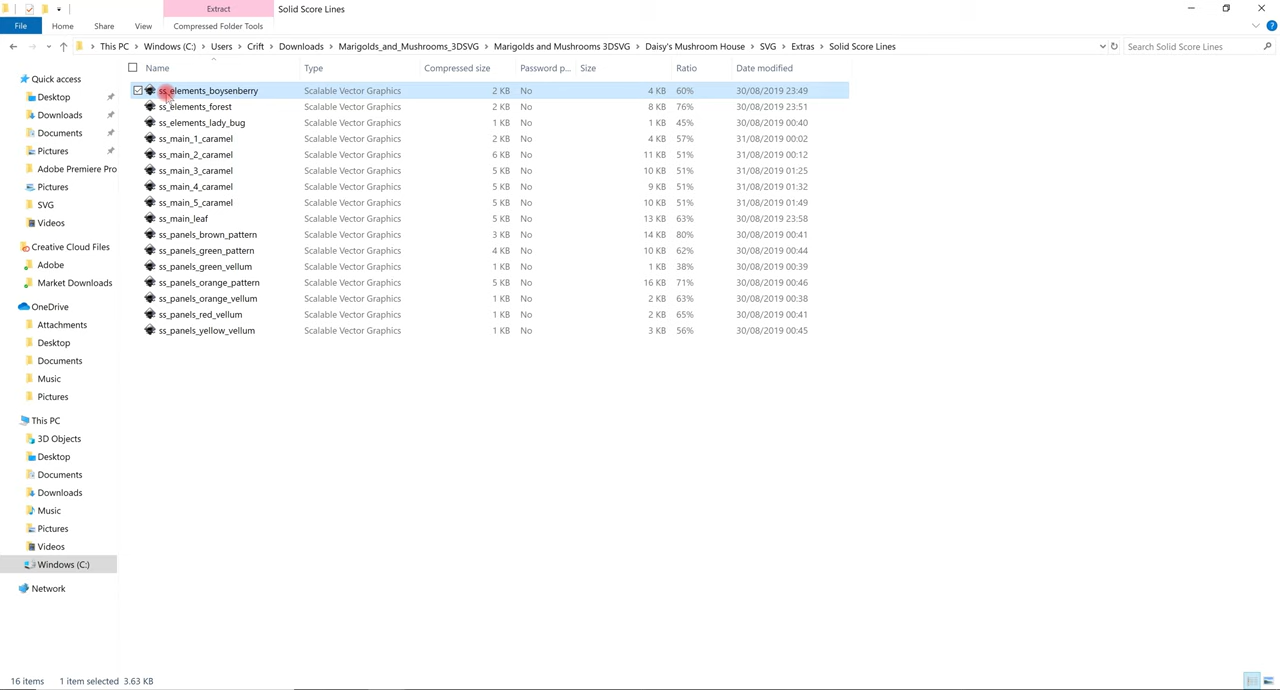 Extract Solid Score Lines
File Home Share View Compressed Folder Tools
This PC Windows (C:) Users Crift Downloads Marigolds_and_Mushrooms_3DSVG Marigolds and Mushrooms 3DSVG Daisy's Mushroom House SVG Extras Solid Score Lines Search Solid Score Lines
Name Type Compressed size Password p... Size Ratio Date modified
ss_elements_boysenberry Scalable Vector Graphics 2 KB No 4 KB 60% 30/08/2019 23:49
ss_elements_forest Scalable Vector Graphics 2 KB No 8 KB 76% 30/08/2019 23:51
ss_elements_lady_bug Scalable Vector Graphics 1 KB No 1 KB 45% 31/08/2019 00:40
ss_main_1_caramel Scalable Vector Graphics 2 KB No 4 KB 57% 31/08/2019 00:02
ss_main_2_caramel Scalable Vector Graphics 6 KB No 11 KB 51% 31/08/2019 00:12
ss_main_3_caramel Scalable Vector Graphics 5 KB No 10 KB 51% 31/08/2019 01:25
ss_main_4_caramel Scalable Vector Graphics 5 KB No 9 KB 51% 31/08/2019 01:32
ss_main_5_caramel Scalable Vector Graphics 5 KB No 10 KB 51% 31/08/2019 01:49
ss_main_leaf Scalable Vector Graphics 5 KB No 13 KB 63% 30/08/2019 23:58
ss_panels_brown_pattern Scalable Vector Graphics 3 KB No 14 KB 80% 30/08/2019 00:41
ss_panels_green_pattern Scalable Vector Graphics 4 KB No 10 KB 62% 30/08/2019 00:44
ss_panels_green_vellum Scalable Vector Graphics 1 KB No 1 KB 38% 30/08/2019 00:39
ss_panels_orange_pattern Scalable Vector Graphics 5 KB No 16 KB 71% 30/08/2019 00:46
ss_panels_orange_vellum Scalable Vector Graphics 1 KB No 2 KB 63% 30/08/2019 00:38
ss_panels_red_vellum Scalable Vector Graphics 1 KB No 2 KB 65% 30/08/2019 00:41
ss_panels_yellow_vellum Scalable Vector Graphics 1 KB No 3 KB 56% 30/08/2019 00:45
Quick access
Desktop
Downloads
Documents
Pictures
Adobe Premiere Pro
Pictures
SVG
Videos
Creative Cloud Files
Adobe
Market Downloads
OneDrive
Attachments
Desktop
Documents
Music
Pictures
This PC
3D Objects
Desktop
Documents
Downloads
Music
Pictures
Videos
Windows (C:)
Network
16 items 1 item selected 3.63 KB